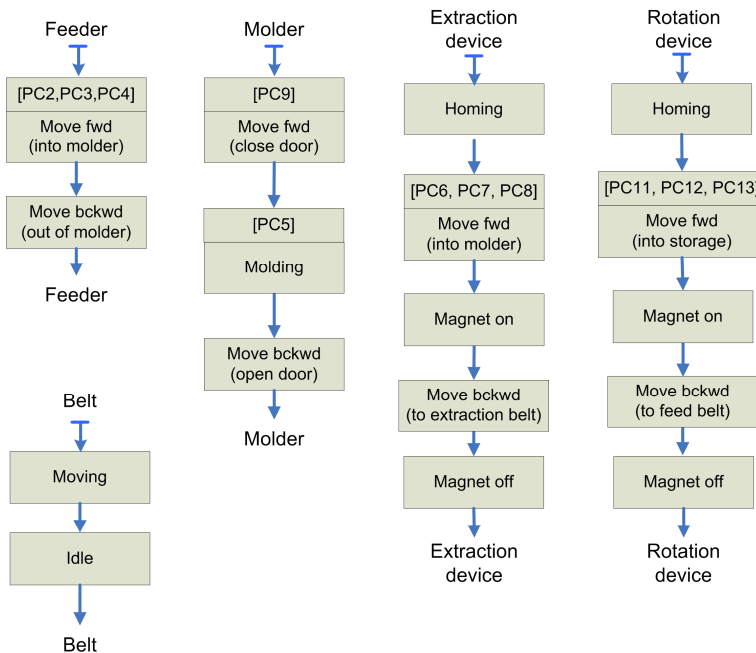 Feeder
[PC2,PC3,PC4]
Move fwd
(into molder)
Move bckwd
(out of molder)
Feeder
Belt
Moving
Idle
Belt
Molder
[PC9]
Move fwd
(close door)
[PC5]
Molding
Move bckwd
(open door)
Molder
Extraction
device
Homing
[PC6, PC7, PC8]
Move fwd
(into molder)
Magnet on
Move bckwd
(to extraction belt)
Magnet off
Extraction
device
Rotation
device
Homing
[PC11, PC12, PC13]
Move fwd
(into storage)
Magnet on
Move bckwd
(to feed belt)
Magnet off
Rotation
device